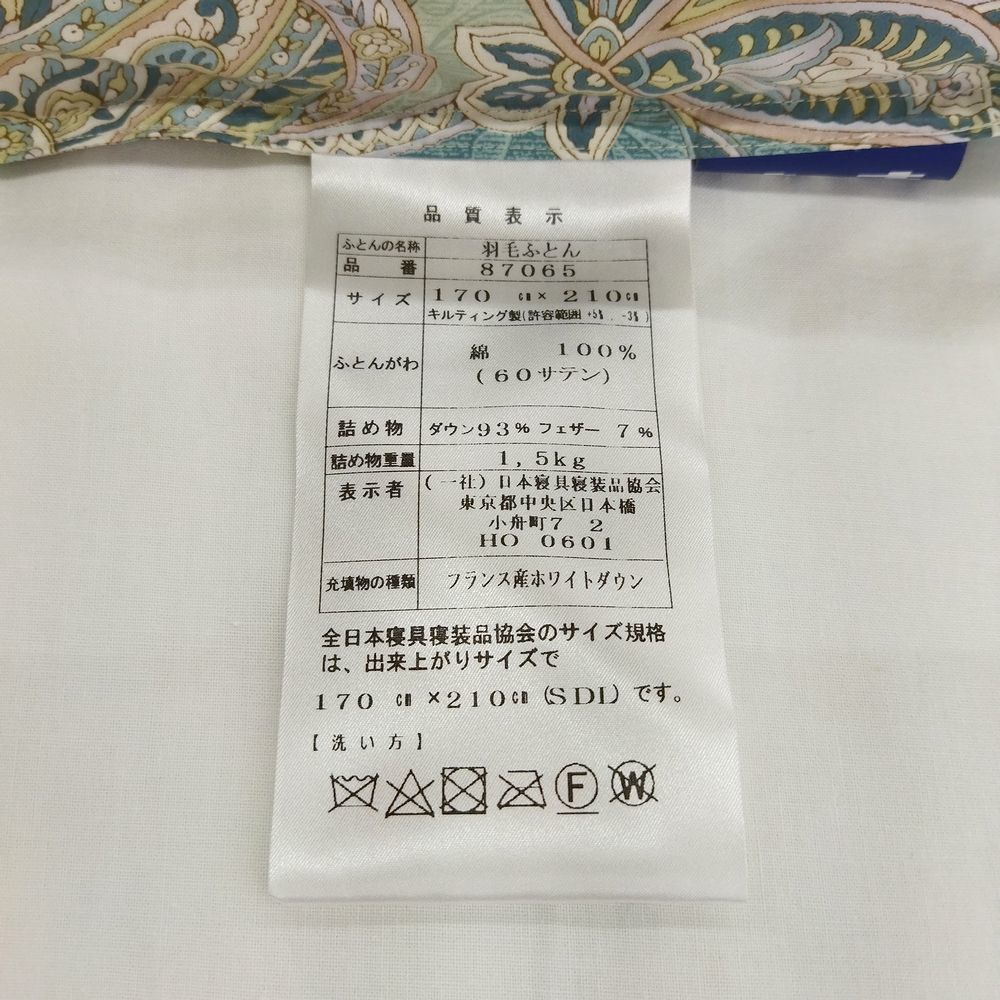 品質表示
ふとんの名称 羽毛ふとん
品番 87065
サイズ 170㎝×210㎝
キルティング製(許容範囲 +5%, -3%)
ふとんがわ 綿 100%
(60サテン)
詰め物 ダウン93% フェザー 7%
詰め物重量 1,5kg
表示者 (一社)日本寝具寝装品協会
東京都中央区日本橋
小舟町7 2
HO 0601
充填物の種類 フランス産ホワイトダウン
全日本寝具寝装品協会のサイズ規格
は、出来上がりサイズで
170㎝×210㎝(SDL)です。
【洗い方】
F W